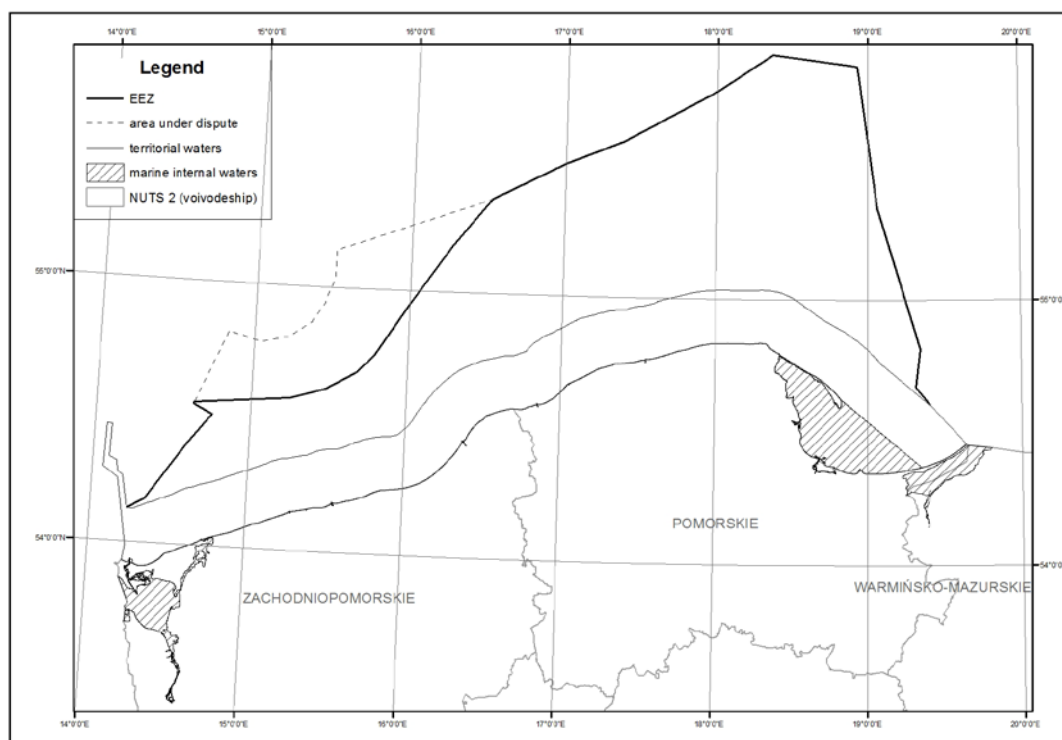 14°0'0"E 15°0'0"E 16°0'0"E 17°0'0"E 18°0'0"E 19°0'0"E 20°0'0"E
Legend
EEZ
area under dispute
territorial waters
marine internal waters
NUTS 2 (voivodeship)
55°0'0"N
55°0'0"N
54°0'0"N
54°0'0"N
POMORSKIE
WARMIŃSKO-MAZURSKIE
ZACHODNIOPOMORSKIE
14°0'0"E 15°0'0"E 16°0'0"E 17°0'0"E 18°0'0"E 19°0'0"E 20°0'0"E